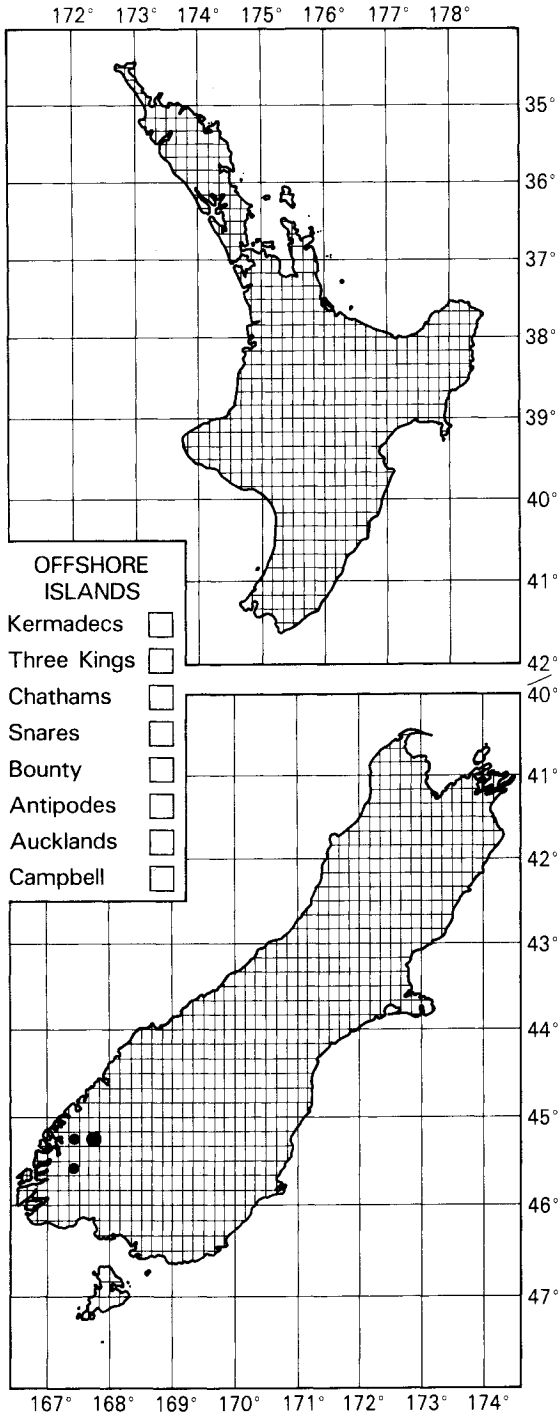 172° 173° 174° 175° 176° 177° 178°
35°
36°
37°
38°
39°
40°
41°
42°
OFFSHORE
ISLANDS
Kermadecs
Three Kings
Chathams
Snares
Bounty
Antipodes
Aucklands
Campbell
40°
41°
42°
43°
44°
45°
46°
47°
167° 168° 169° 170° 171° 172° 173° 174°